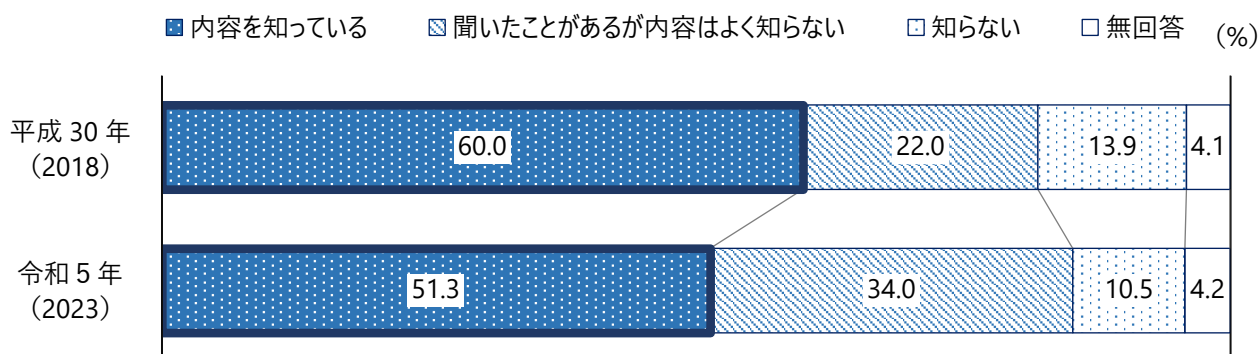 内容を知っている 聞いたことがあるが内容はよく知らない 知らない 無回答 (%)
平成 30 年
（2018）
60.0 22.0 13.9 4.1
令和 5 年
（2023）
51.3 34.0 10.5 4.2